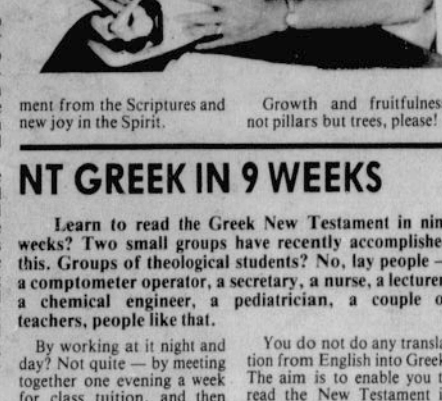 ment from the Scriptures and
new joy in the Spirit.
Growth and fruitfulnes
not pillars but trees, please!
NT GREEK IN 9 WEEKS
Learn to read the Greek New Testament in nin
weeks? Two small groups have recently accomplishe
this. Groups of theological students? No, lay people –
a comptometer operator, a secretary, a nurse, a lecturer
a chemical engineer, a pediatrician, a couple o
teachers, people like that.
By working at it night and
day? Not quite — by meeting
together one evening a week
for class tuition, and then
You do not do any transla
tion from English into Greek
The aim is to enable you t
read the New Testament i